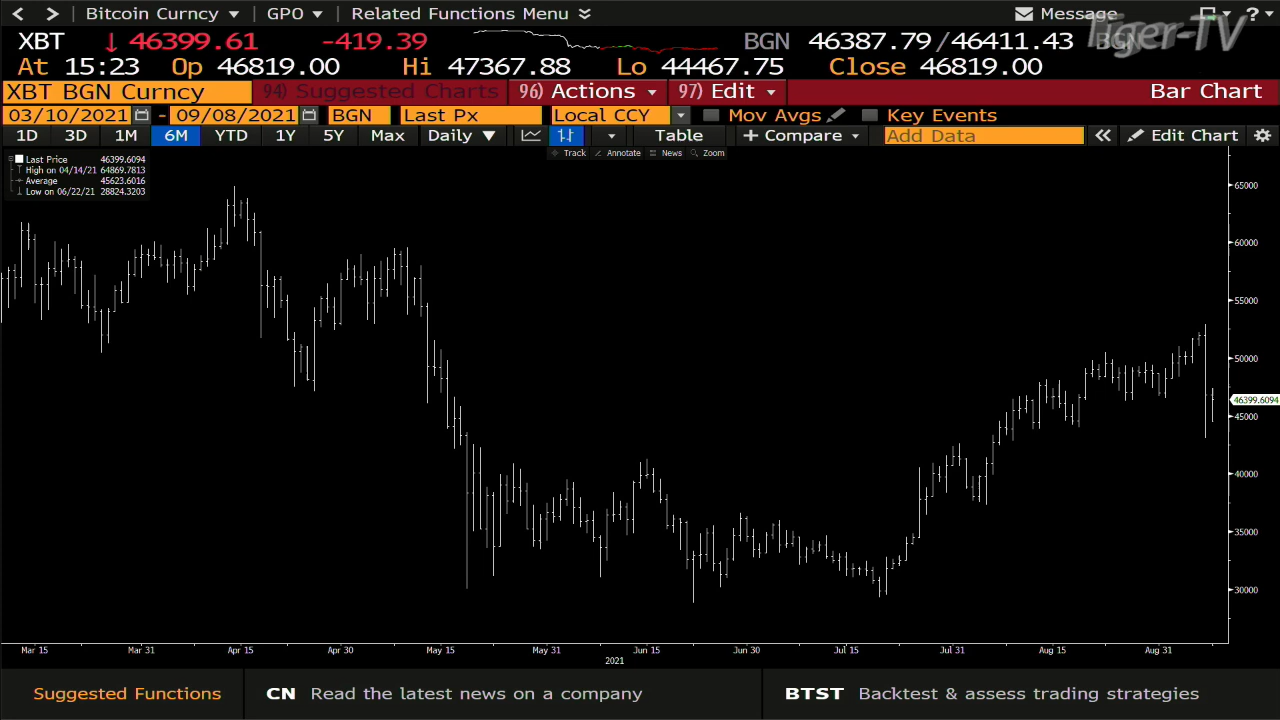 Bitcoin Curncy GPO Related Functions Menu Message ?
Tiger-TV
XBT 46399.61 -419.39 BGN 46387.79/46411.43 BGN
At 15:23 Op 46819.00 Hi 47367.88 Lo 44467.75 Close 46819.00
XBT BGN Curncy 94) Suggested Charts 96) Actions 97) Edit Bar Chart
03/10/2021 - 09/08/2021 BGN Last Px Local CCY Mov Avgs Key Events
1D 3D 1M 6M YTD 1Y 5Y Max Daily Table + Compare Add Data Edit Chart
Track Annotate News Zoom
Last Price 46399.6094
High on 04/14/21 64869.7813
Average 45623.6016
Low on 06/22/21 28824.3203
65000
60000
55000
50000
46399.6094
45000
40000
35000
30000
Mar 15 Mar 31 Apr 15 Apr 30 May 15 May 31 Jun 15 Jun 30 Jul 15 Jul 31 Aug 15 Aug 31
2021
Suggested Functions CN Read the latest news on a company BTST Backtest & assess trading strategies